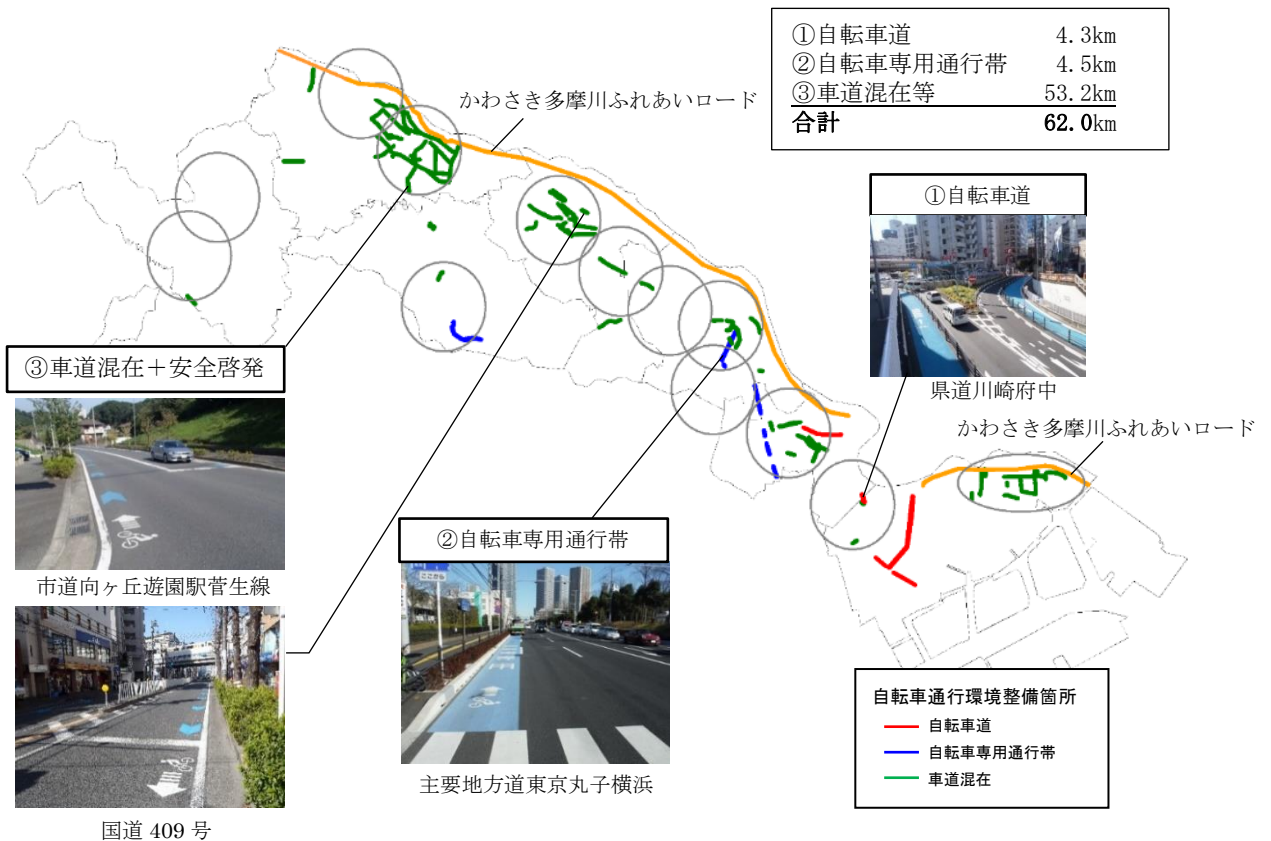 ①自転車道 4.3km
②自転車専用通行帯 4.5km
③車道混在等 53.2km
合計 62.0km
かわさき多摩川ふれあいロード
①自転車道
県道川崎府中
かわさき多摩川ふれあいロード
③車道混在＋安全啓発
市道向ヶ丘遊園駅菅生線
国道 409 号
②自転車専用通行帯
ここから
主要地方道東京丸子横浜
自転車通行環境整備箇所
自転車道
自転車専用通行帯
車道混在